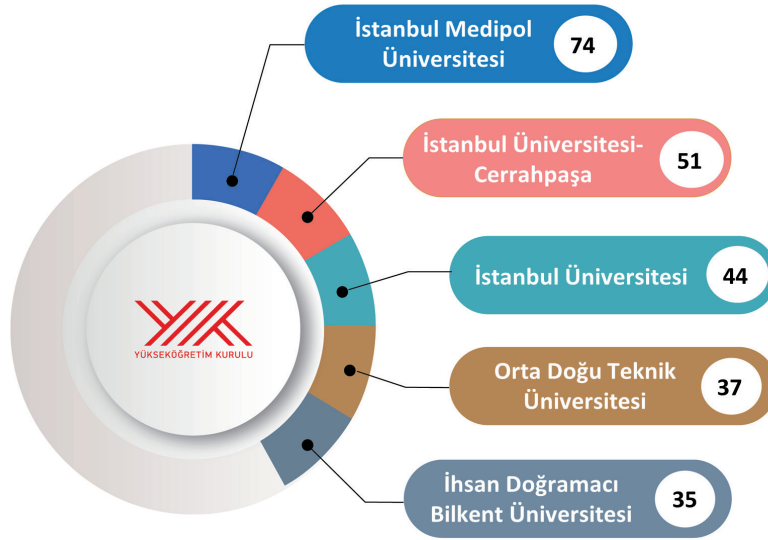 İstanbul Medipol
Üniversitesi
74
İstanbul Üniversitesi-
Cerrahpaşa
51
İstanbul Üniversitesi
44
YÜKSEKÖĞRETİM KURULU
Orta Doğu Teknik
Üniversitesi
37
İhsan Doğramacı
Bilkent Üniversitesi
35